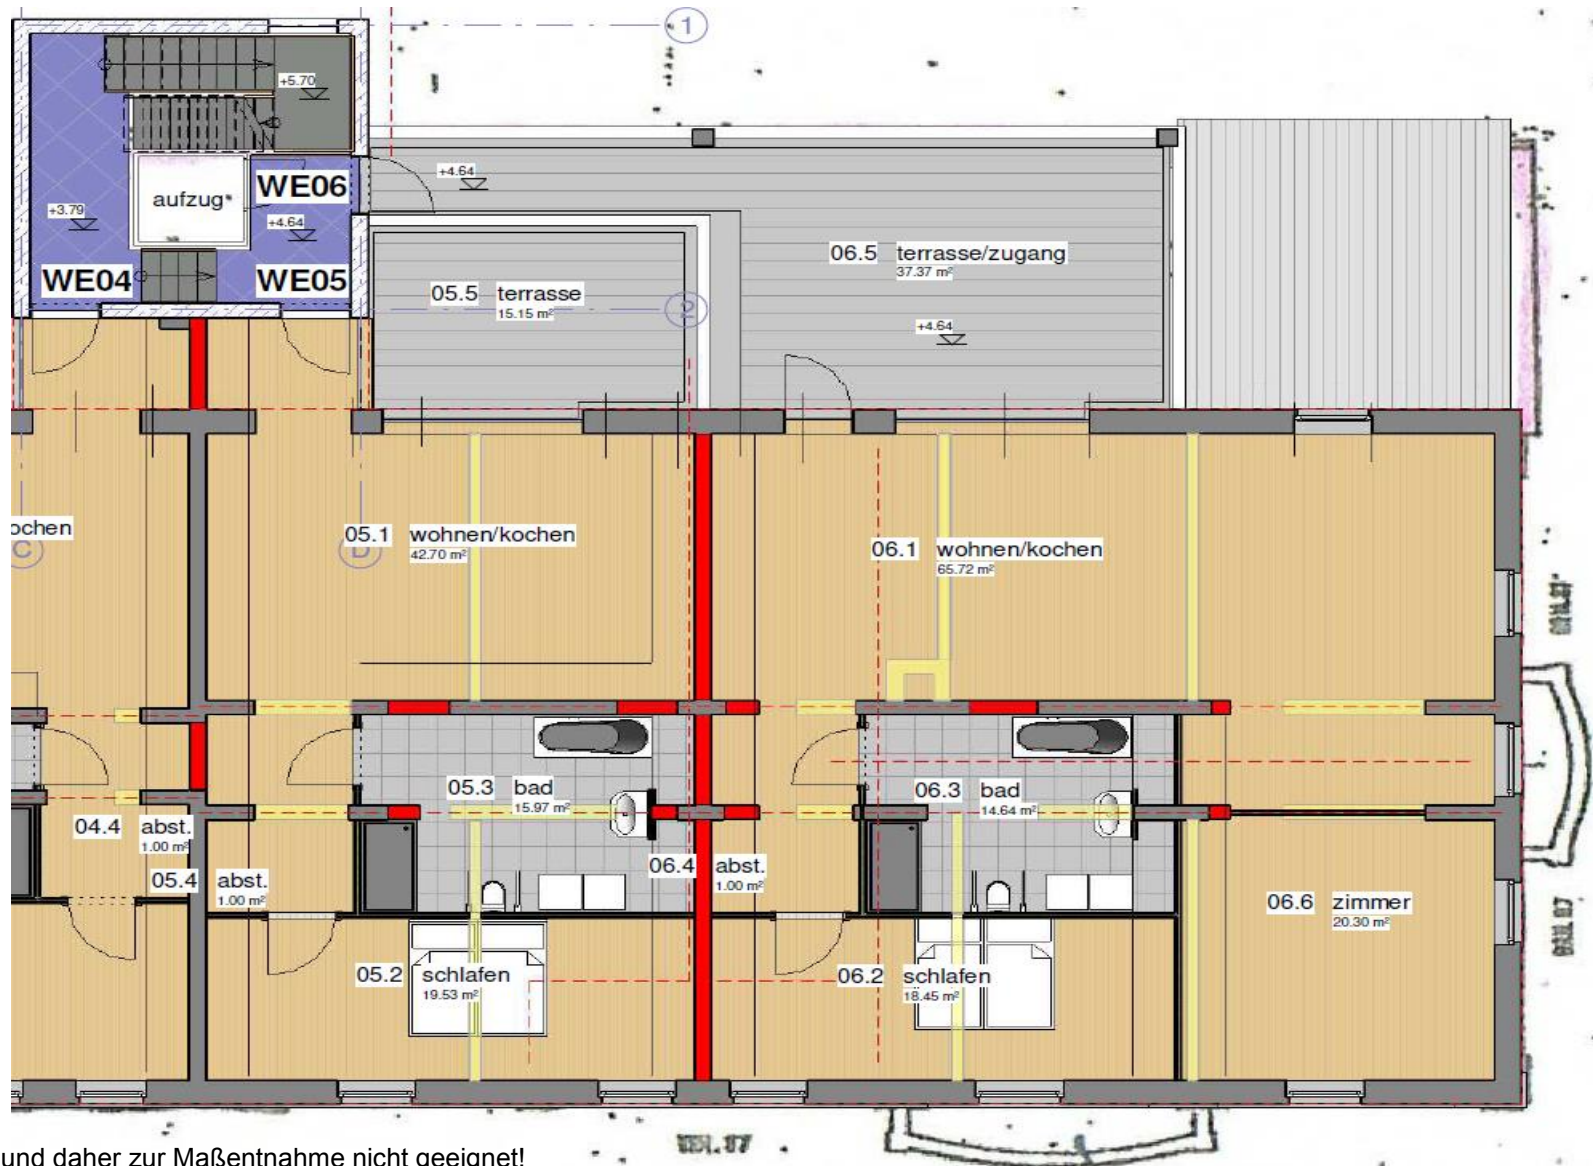 1
+5.70
WE06
+4.64
aufzug
+3.79
+4.64
06.5 terrasse/zugang
37.37 m²
WE04
WE05
05.5 terrasse
15.15 m²
2
+4.64
ochen
C
05.1 wohnen/kochen
42.70 m²
D
06.1 wohnen/kochen
65.72 m²
05.3 bad
15.97 m²
06.3 bad
14.64 m²
04.4 abst.
1.00 m²
06.4 abst.
1.00 m²
05.4 abst.
1.00 m²
06.6 zimmer
20.30 m²
05.2 schlafen
19.53 m²
06.2 schlafen
18.45 m²
und daher zur Maßentnahme nicht geeignet!